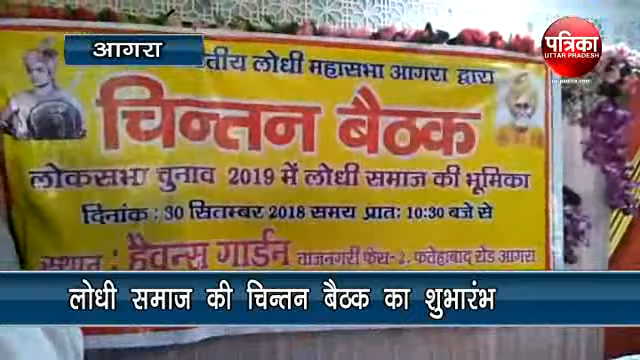 आगरा
पत्रिका
UTTAR PRADESH
तीय लोधी महासभा आगरा द्वारा
चिन्तन बैठक
लोकसभा चुनाव 2019 में लोधी समाज की भूमिका
दिनांक : 30 सितम्बर 2018 समय प्रातः 10:30 बजे से
स्थान : हैवन्स गार्डन ताजनगरी फेस-2, फतेहाबाद रोड आगरा
लोधी समाज की चिन्तन बैठक का शुभारंभ